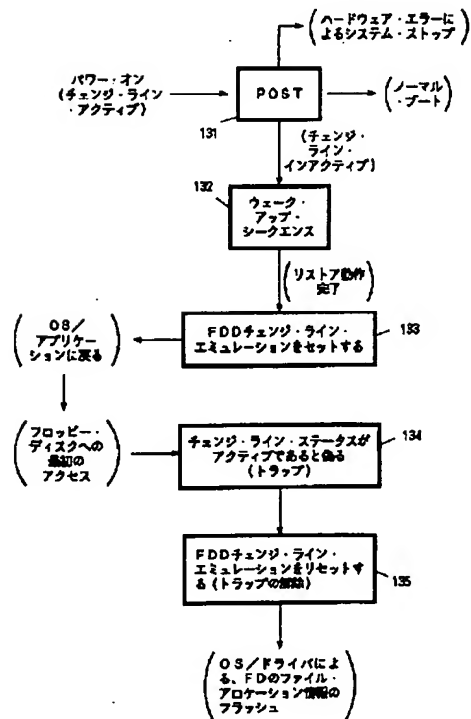 ハードウェア・エラーに
よるシステム・ストップ
パワー・オン
(チェンジ・ライン
・アクティブ)
POST
131
(ノーマル
・ブート)
(チェンジ・
ライン・
インアクティブ)
132
ウェーク・
アップ・
シークエンス
(リストア動作
完了)
FDDチェンジ・ライン・
エミュレーションをセットする
133
OS/
アプリケー
ションに戻る
フロッピー・
ディスクへの
最初の
アクセス
チェンジ・ライン・ステータスが
アクティブであると偽る
(トラップ)
134
FDDチェンジ・ライン・
エミュレーションをリセットす
る(トラップの解除)
135
OS/ドライバによ
る、FDのファイル・
アロケーション情報の
フラッシュ